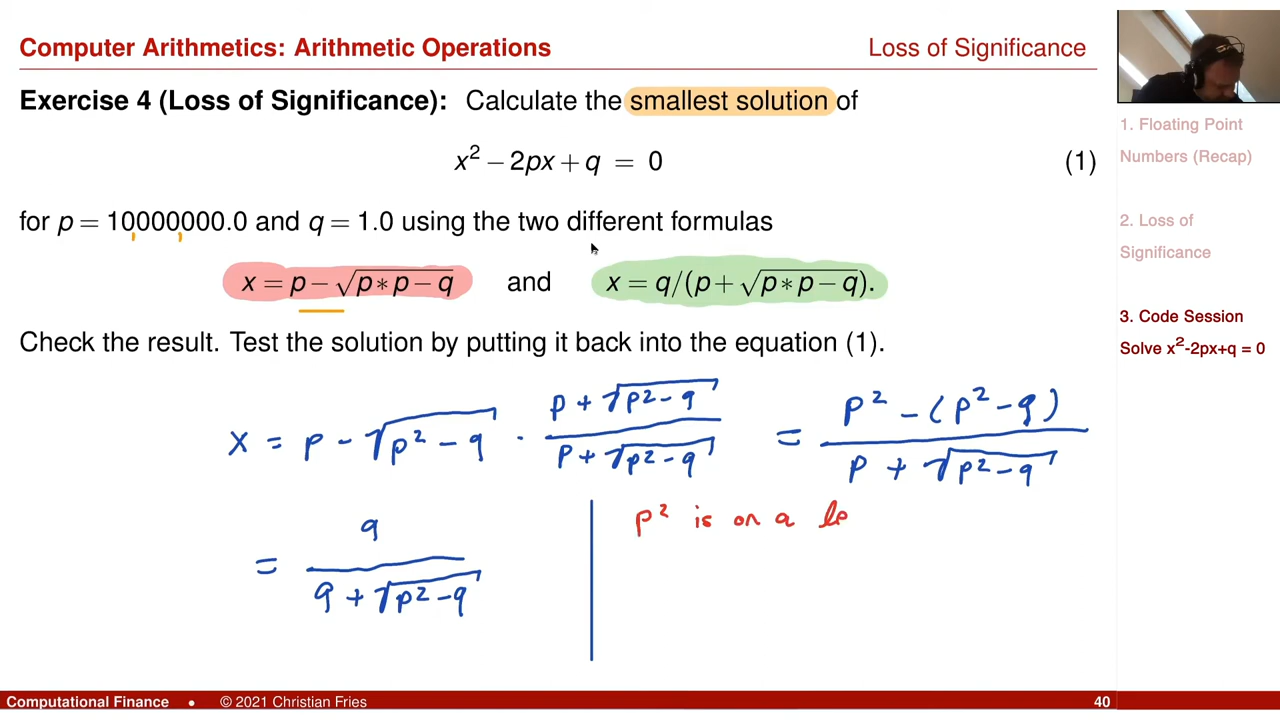 Computer Arithmetics: Arithmetic Operations
Loss of Significance
Exercise 4 (Loss of Significance): Calculate the smallest solution of
x² − 2px + q = 0 (1)
for p = 10000000.0 and q = 1.0 using the two different formulas
x = p − √(p ∗ p − q) and x = q/(p + √(p ∗ p − q)).
Check the result. Test the solution by putting it back into the equation (1).
x = p − √(p² − q) · (p + √(p² − q)) / (p + √(p² − q)) = (p² − (p² − q)) / (p + √(p² − q))
= q / (q + √(p² − q))
p² is on a le
1. Floating Point
Numbers (Recap)
2. Loss of
Significance
3. Code Session
Solve x²-2px+q = 0
Computational Finance • © 2021 Christian Fries
40